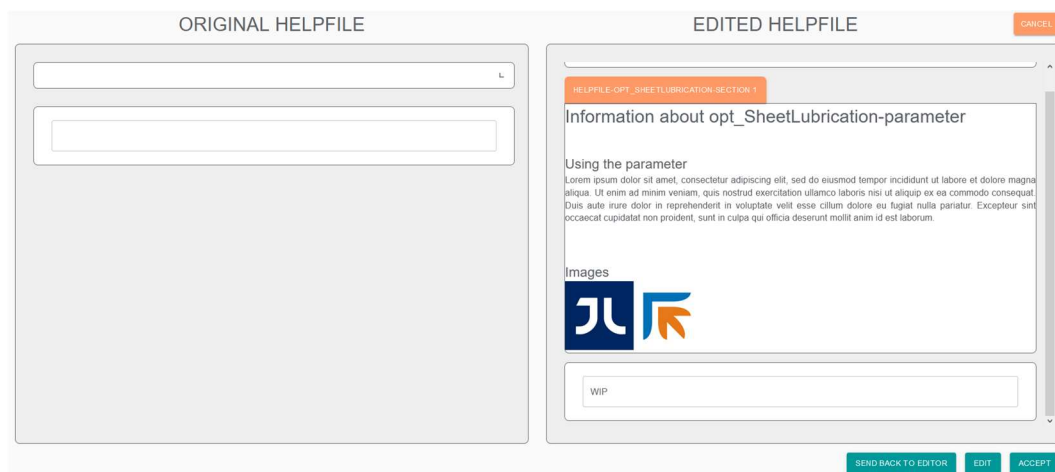 ORIGINAL HELPFILE
EDITED HELPFILE
CANCEL
HELPFILE-OPT_SHEETLUBRICATION-SECTION 1
Information about opt_SheetLubrication-parameter
Using the parameter
Lorem ipsum dolor sit amet, consectetur adipiscing elit, sed do eiusmod tempor incididunt ut labore et dolore magna
aliqua. Ut enim ad minim veniam, quis nostrud exercitation ullamco laboris nisi ut aliquip ex ea commodo consequat.
Duis aute irure dolor in reprehenderit in voluptate velit esse cillum dolore eu fugiat nulla pariatur. Excepteur sint
occaecat cupidatat non proident, sunt in culpa qui officia deserunt mollit anim id est laborum.
Images
WIP
SEND BACK TO EDITOR
EDIT
ACCEPT